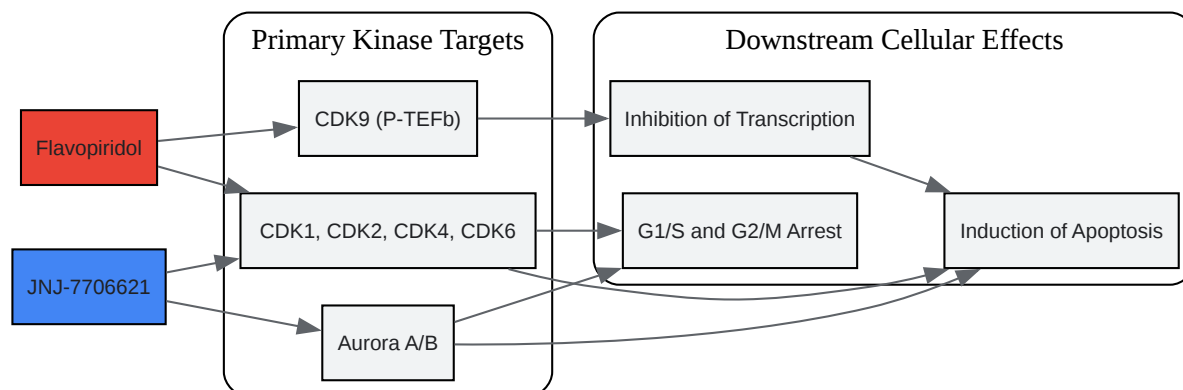 Primary Kinase Targets
Downstream Cellular Effects
Flavopiridol
CDK9 (P-TEFb)
Inhibition of Transcription
CDK1, CDK2, CDK4, CDK6
G1/S and G2/M Arrest
Induction of Apoptosis
JNJ-7706621
Aurora A/B